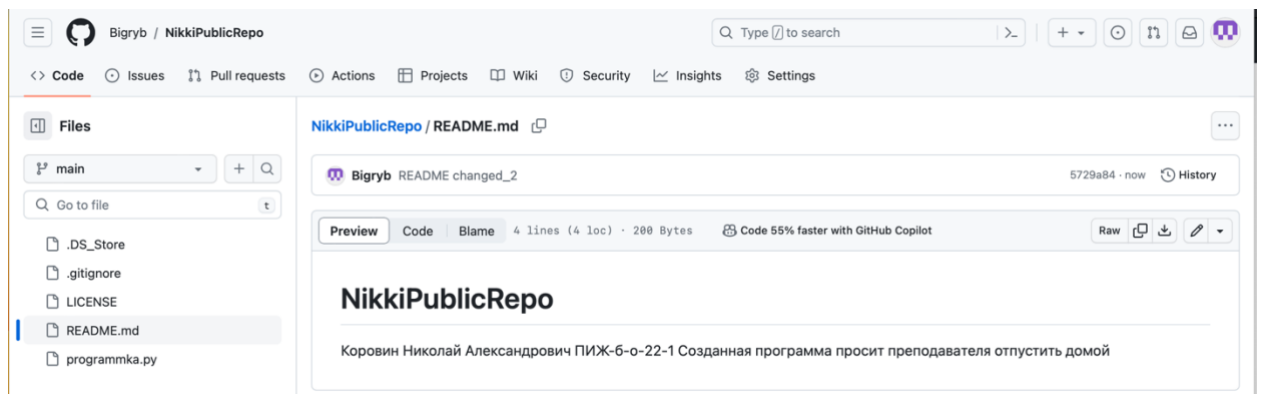 Bigryb / NikkiPublicRepo
Type / to search
Code Issues Pull requests Actions Projects Wiki Security Insights Settings
Files
NikkiPublicRepo / README.md
main
Bigryb README changed_2 5729a84 · now History
Go to file t
Preview Code Blame 4 lines (4 loc) · 200 Bytes Code 55% faster with GitHub Copilot Raw
.DS_Store
.gitignore
LICENSE
README.md
programmka.py
NikkiPublicRepo
Коровин Николай Александрович ПИЖ-б-о-22-1 Созданная программа просит преподавателя отпустить домой